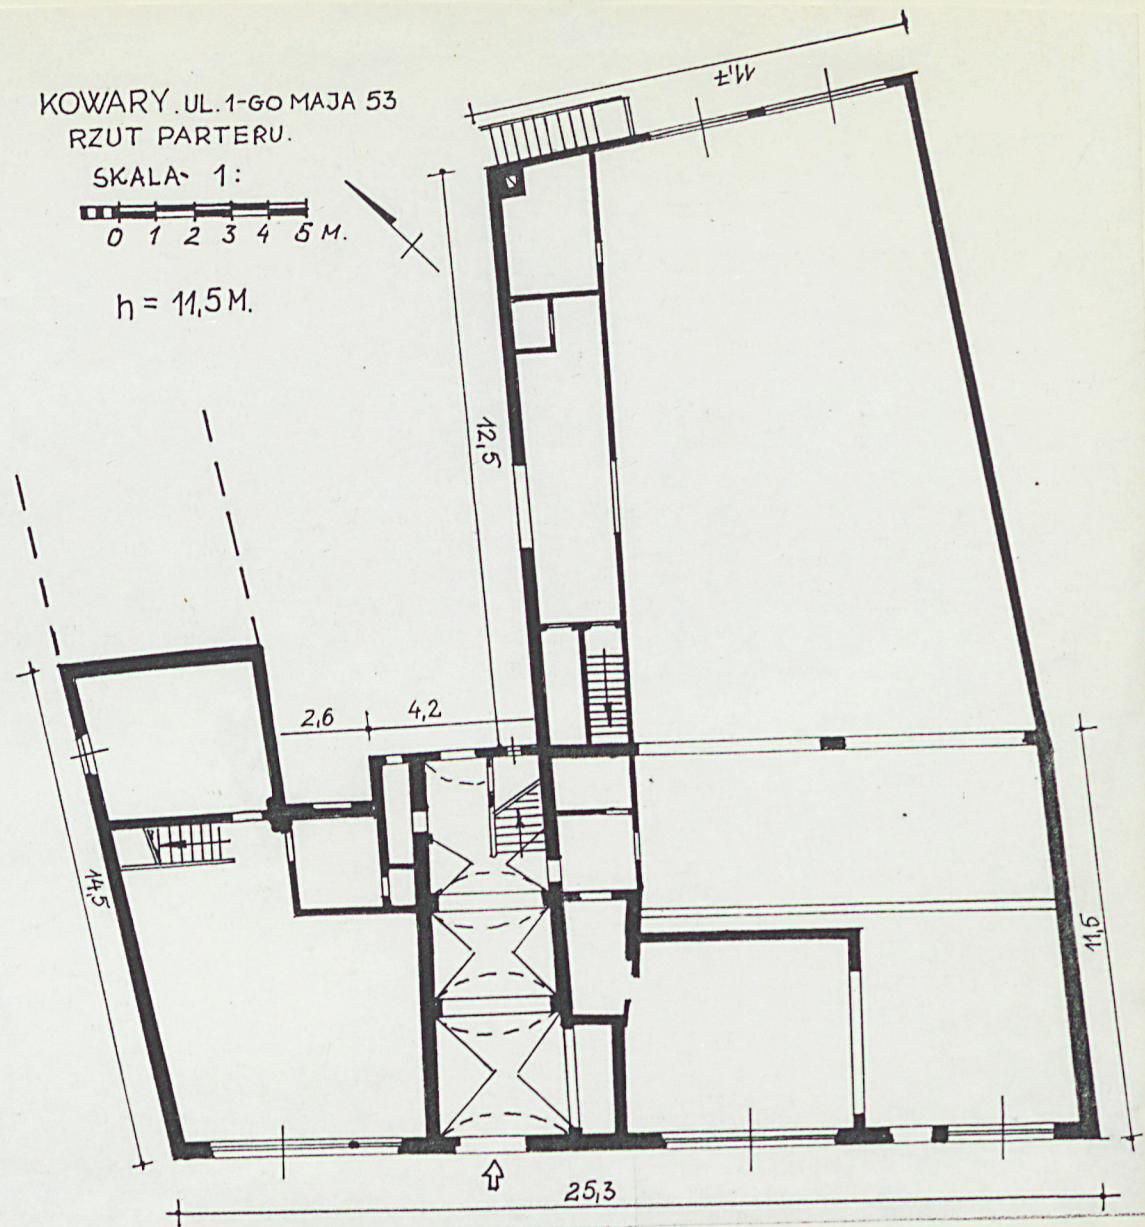 KOWARY. UL. 1-GO MAJA 53
RZUT PARTERU.
SKALA- 1:
0 1 2 3 4 5 M.
h = 11,5 M.
11,7
12,5
2,6
4,2
14,5
11,5
25,3